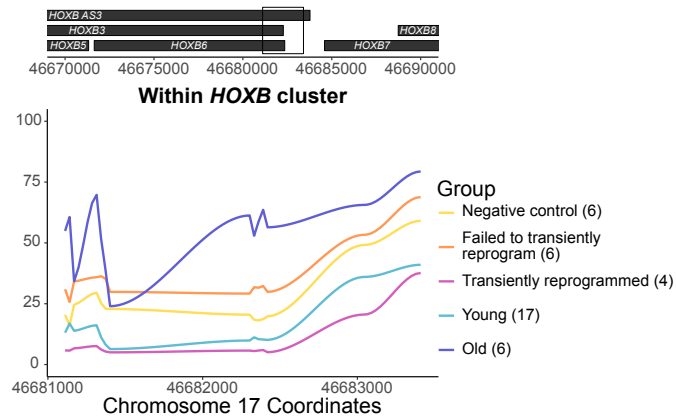 HOXB AS3
HOXB3 HOXB8
HOXB5 HOXB6 HOXB7
46670000 46675000 46680000 46685000 46690000
Within HOXB cluster
100
75
50
25
0
46681000 46682000 46683000
Chromosome 17 Coordinates
Group
Negative control (6)
Failed to transiently
reprogram (6)
Transiently reprogrammed (4)
Young (17)
Old (6)